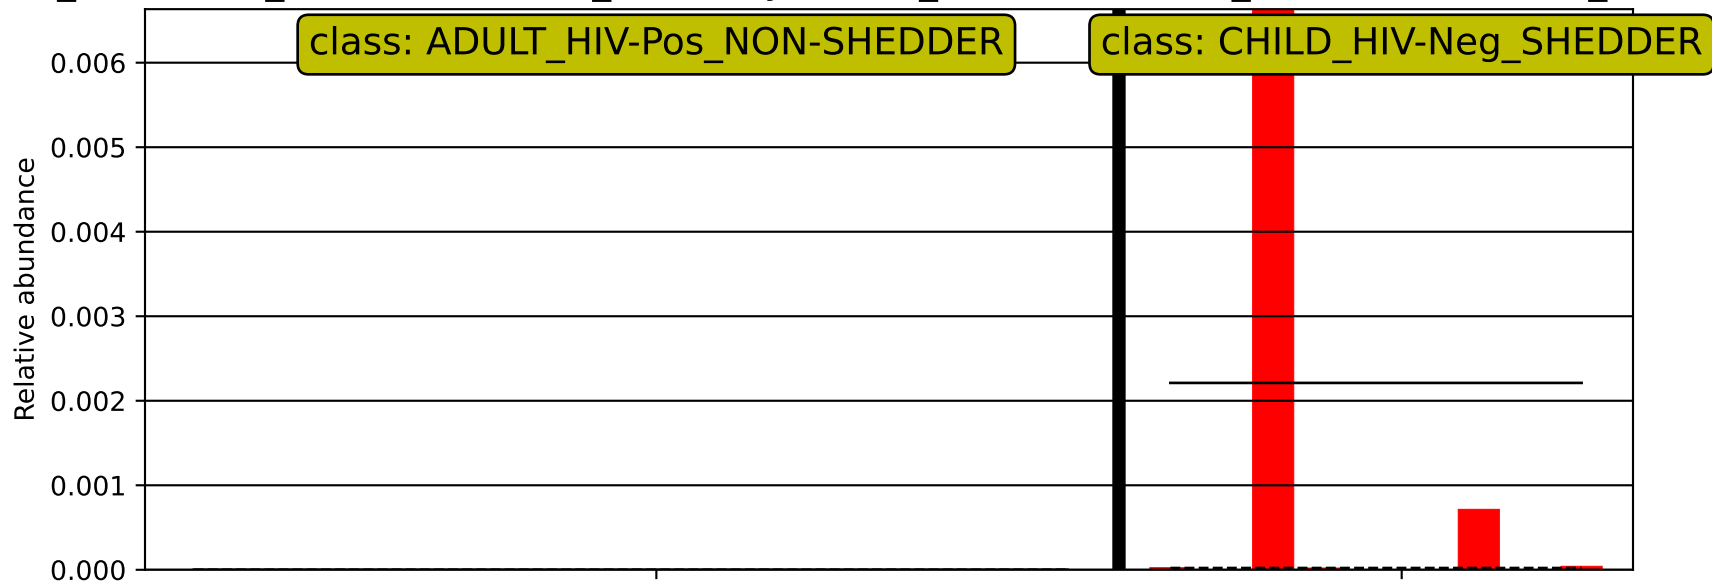 class: ADULT_HIV-Pos_NON-SHEDDER
class: CHILD_HIV-Neg_SHEDDER
0.006
0.005
0.004
0.003
0.002
0.001
0.000
Relative abundance